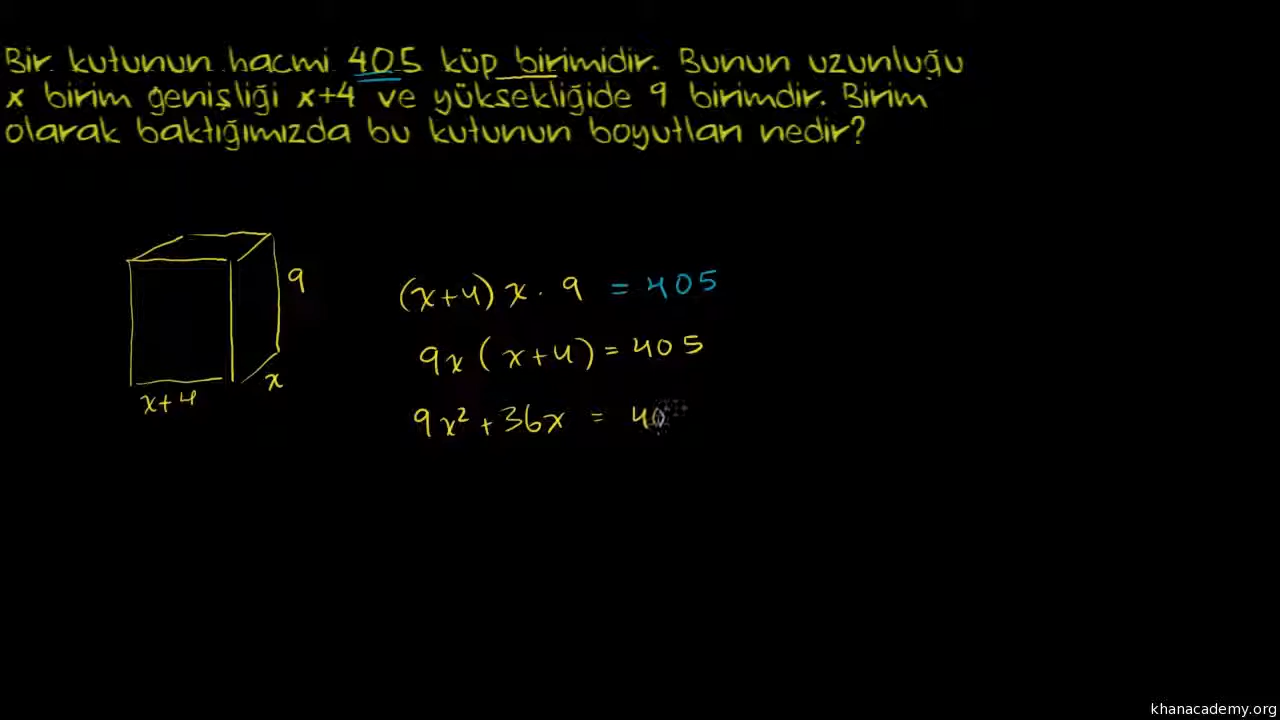 Bir kutunun hacmi 405 küp birimidir. Bunun uzunluğu
x birim genişliği x+4 ve yüksekliğide 9 birimdir. Birim
olarak baktığımızda bu kutunun boyutları nedir?
9
x
x+4
(x+4) x · 9 = 405
9x (x+4) = 405
9x² + 36x = 40
khanacademy.org